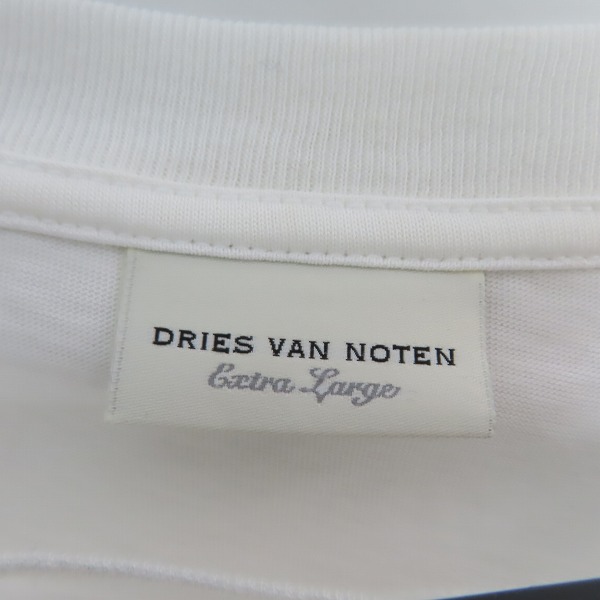 DRIES VAN NOTEN
Extra Large